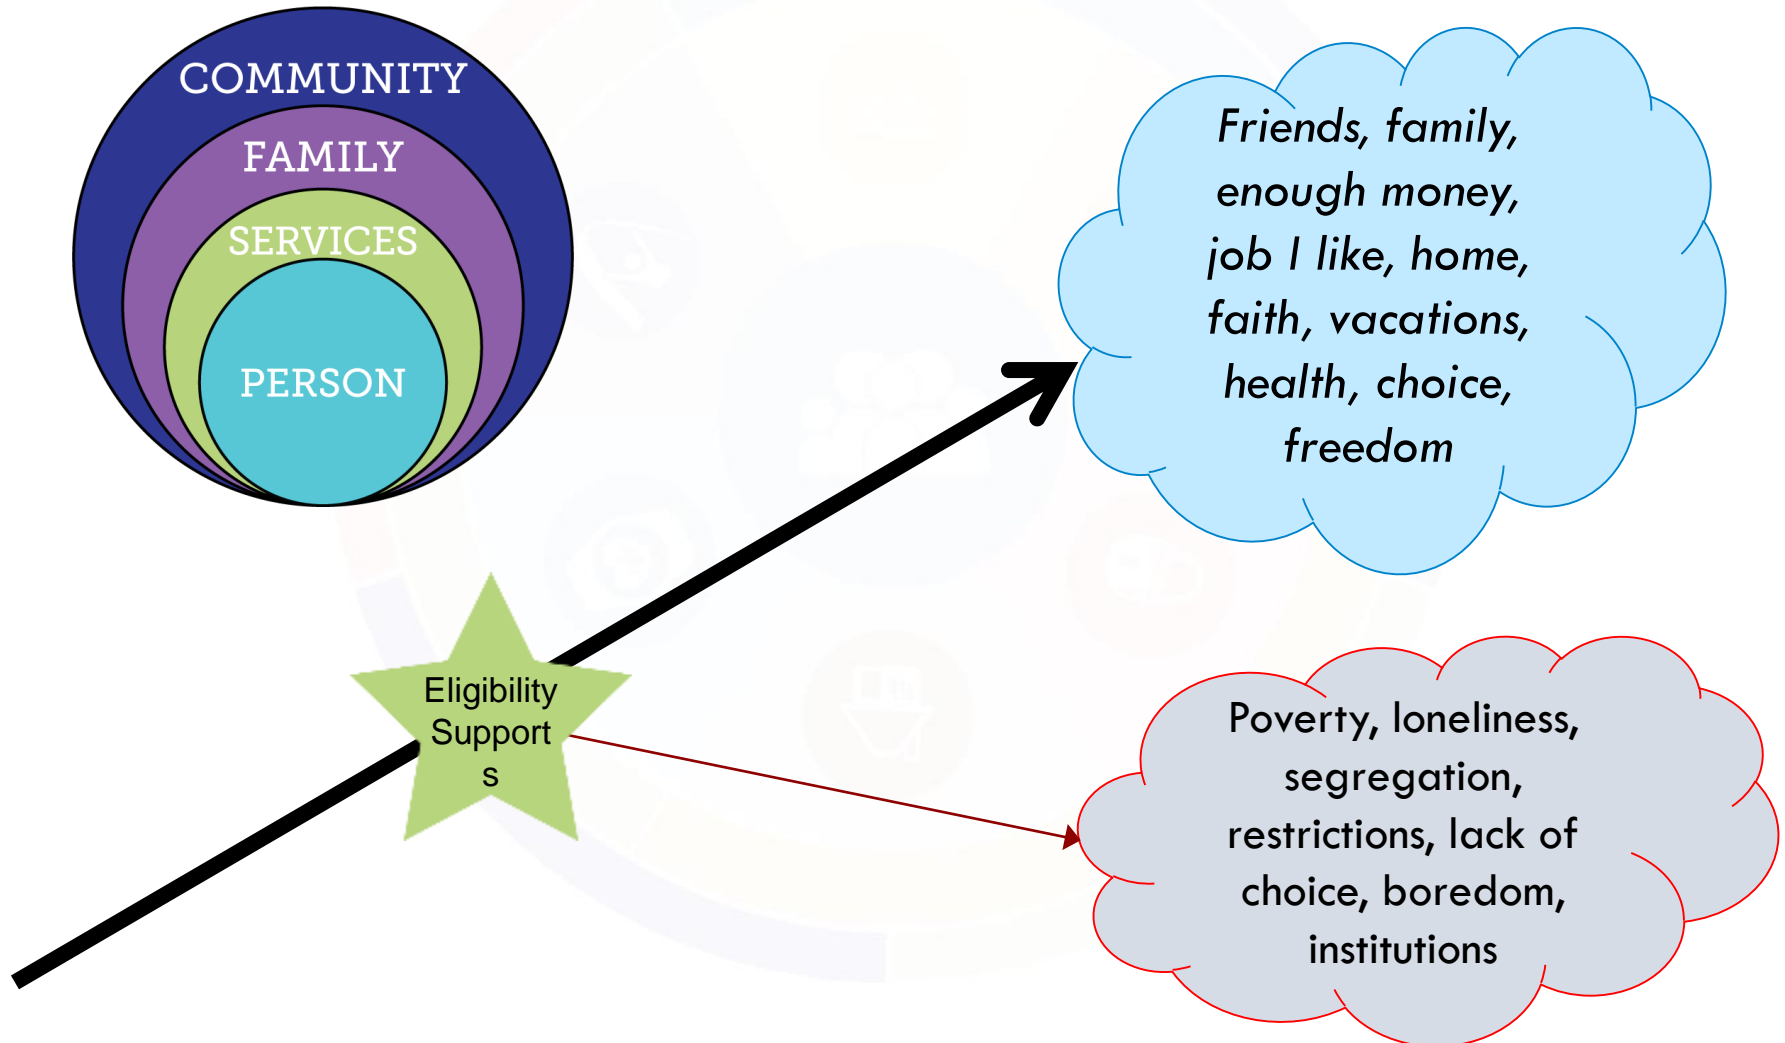 COMMUNITY
FAMILY
SERVICES
PERSON
Friends, family,
enough money,
job I like, home,
faith, vacations,
health, choice,
freedom
Eligibility
Support
s
Poverty, loneliness,
segregation,
restrictions, lack of
choice, boredom,
institutions